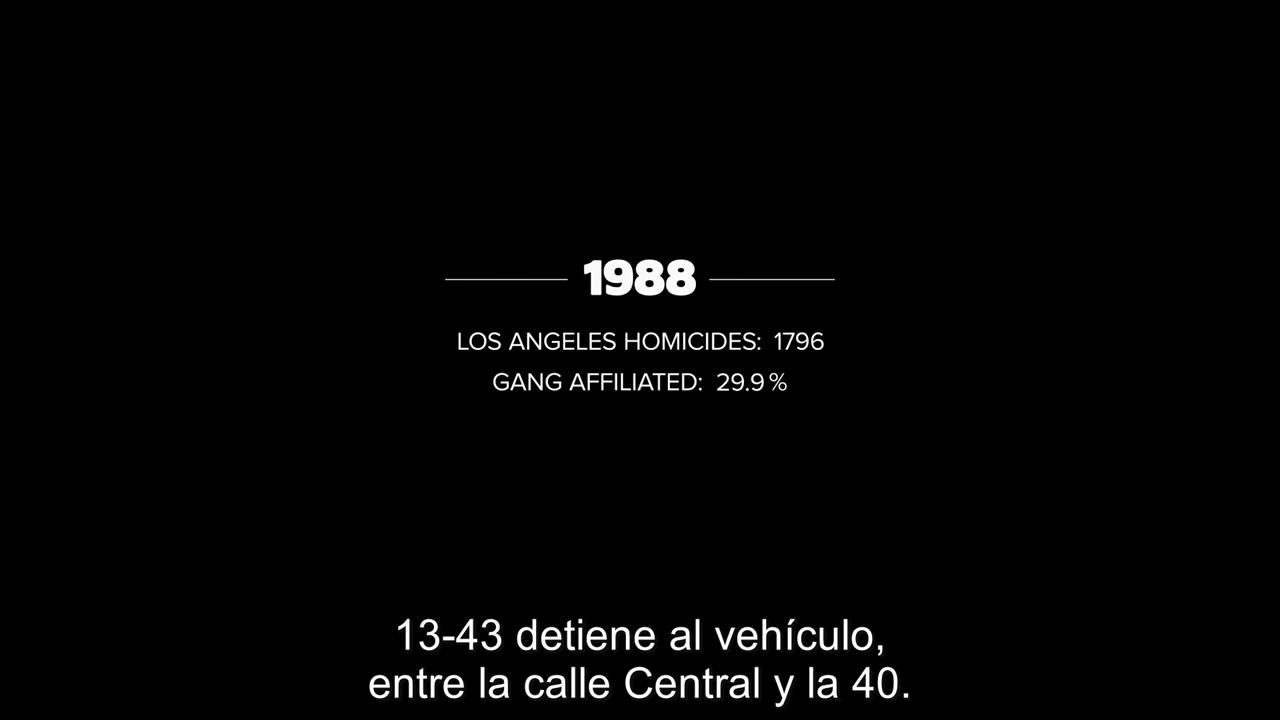 1988
LOS ANGELES HOMICIDES: 1796
GANG AFFILIATED: 29.9%
13-43 detiene al vehículo,
entre la calle Central y la 40.